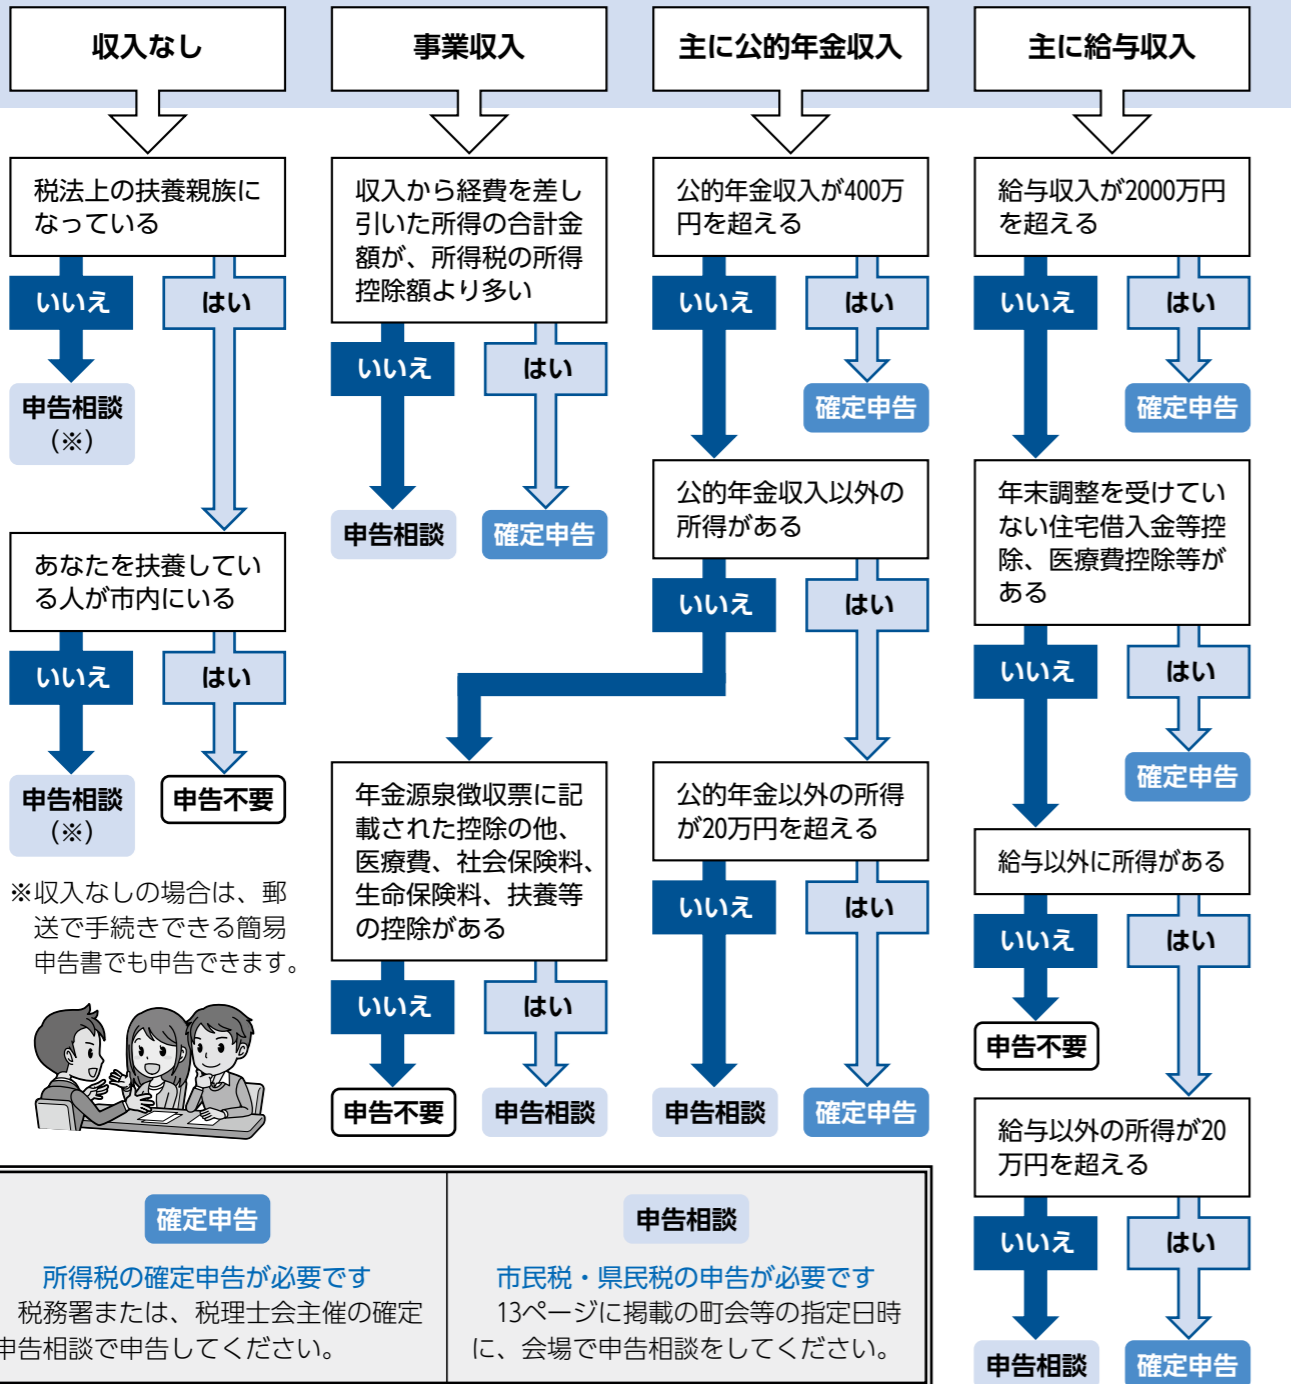 収入なし
税法上の扶養親族に
なっている
いいえ
はい
申告相談
（※）
あなたを扶養してい
る人が市内にいる
いいえ
はい
申告相談
（※）
申告不要
※収入なしの場合は、郵
送で手続きできる簡易
申告書でも申告できます。
事業収入
収入から経費を差し
引いた所得の合計金
額が、所得税の所得
控除額より多い
いいえ
はい
申告相談
確定申告
主に公的年金収入
公的年金収入が400万
円を超える
いいえ
はい
確定申告
公的年金収入以外の
所得がある
いいえ
はい
年金源泉徴収票に記
載された控除の他、
医療費、社会保険料、
生命保険料、扶養等
の控除がある
いいえ
はい
申告不要
申告相談
公的年金以外の所得
が20万円を超える
いいえ
はい
申告相談
確定申告
主に給与収入
給与収入が2000万円
を超える
いいえ
はい
確定申告
年末調整を受けてい
ない住宅借入金等控
除、医療費控除等が
ある
いいえ
はい
確定申告
給与以外に所得がある
いいえ
はい
申告不要
給与以外の所得が20
万円を超える
いいえ
はい
申告相談
確定申告
確定申告
所得税の確定申告が必要です
税務署または、税理士会主催の確定
申告相談で申告してください。
申告相談
市民税・県民税の申告が必要です
13ページに掲載の町会等の指定日時
に、会場で申告相談をしてください。